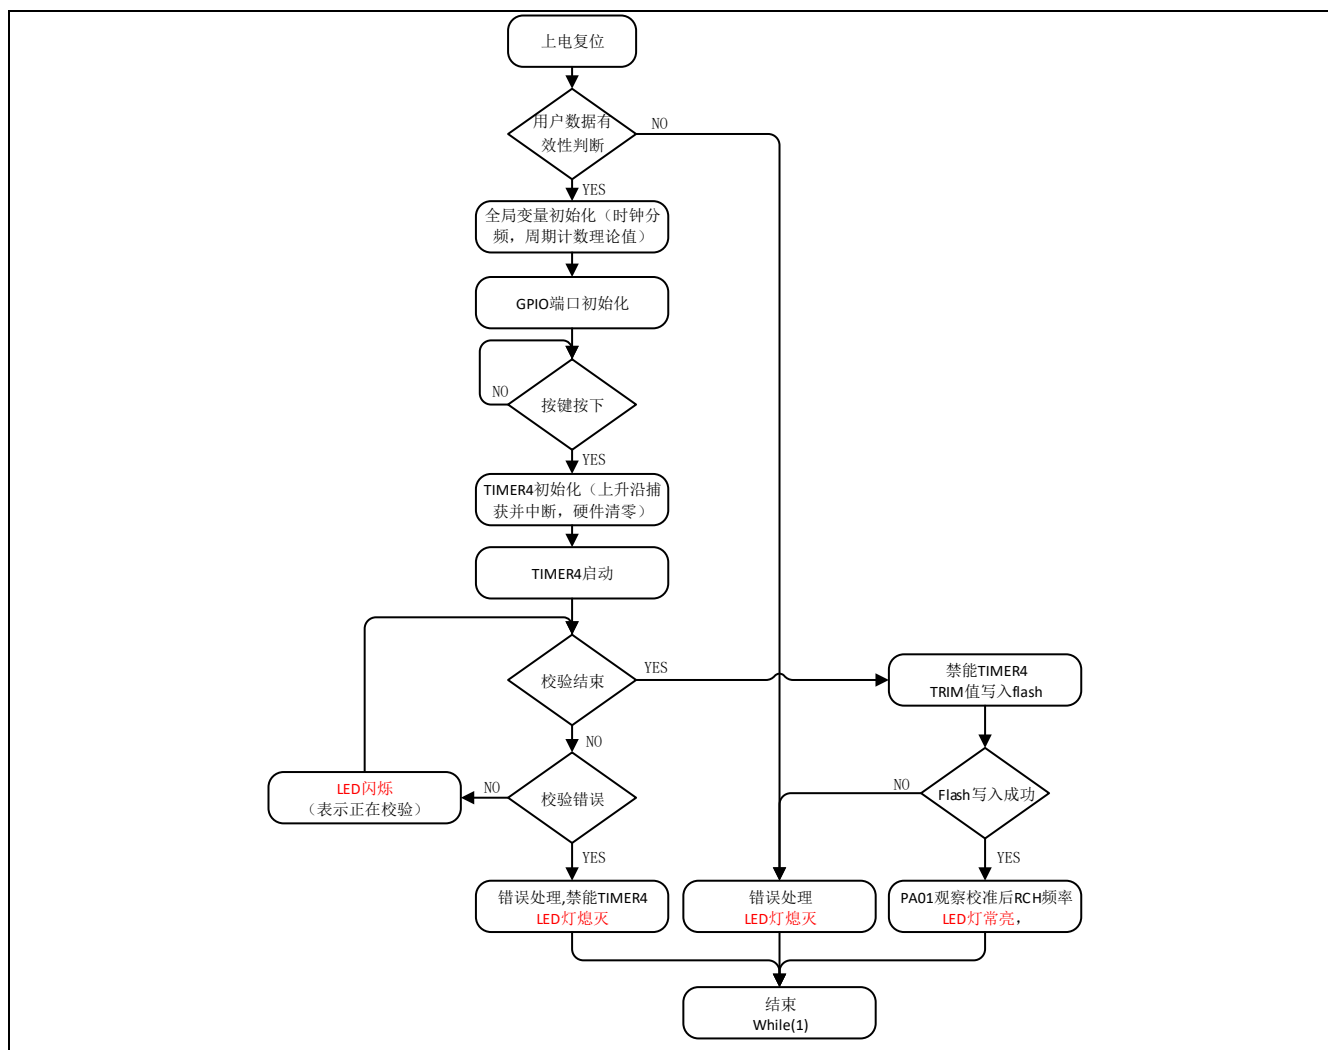 上电复位
用户数据有
效性判断
NO
YES
全局变量初始化（时钟分
频，周期计数理论值）
GPIO端口初始化
NO
按键按下
YES
TIMER4初始化（上升沿捕
获并中断，硬件清零）
TIMER4启动
校验结束
YES
禁能TIMER4
TRIM值写入flash
NO
LED闪烁
（表示正在校验）
NO
校验错误
NO
Flash写入成功
YES
YES
错误处理,禁能TIMER4
LED灯熄灭
错误处理
LED灯熄灭
PA01观察校准后RCH频率
LED灯常亮，
结束
While(1)